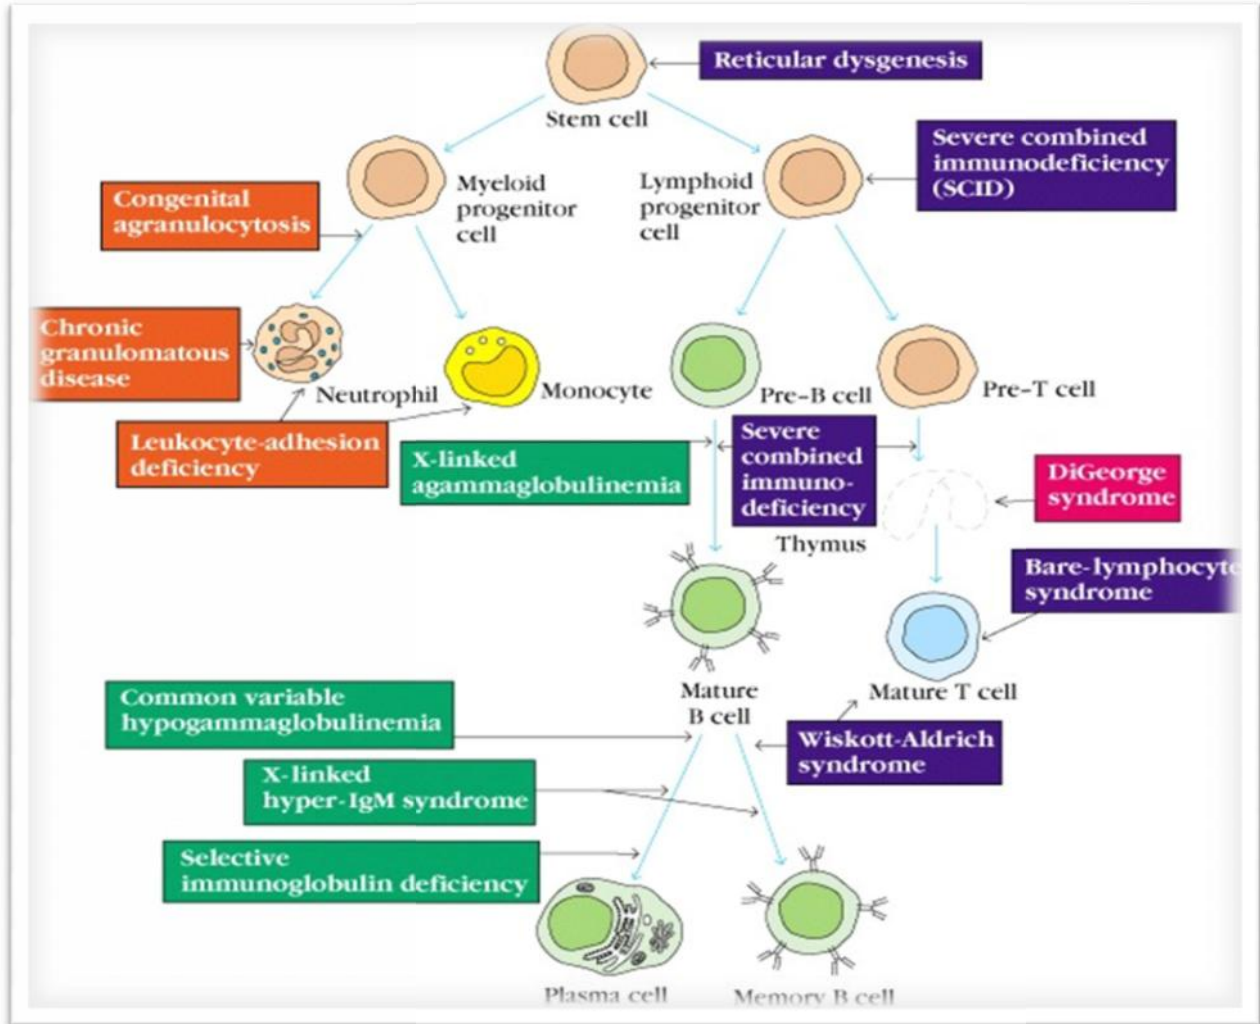 Reticular dysgenesis
Stem cell
Severe combined
immunodeficiency
(SCID)
Myeloid
progenitor
cell
Lymphoid
progenitor
cell
Congenital
agranulocytosis
Chronic
granulomatous
disease
Neutrophil
Monocyte
Pre-B cell
Pre-T cell
Leukocyte-adhesion
deficiency
X-linked
agammaglobulinemia
Severe
combined
immuno-
deficiency
DiGeorge
syndrome
Thymus
Bare-lymphocyte
syndrome
Mature
B cell
Mature T cell
Common variable
hypogammaglobulinemia
Wiskott-Aldrich
syndrome
X-linked
hyper-IgM syndrome
Selective
immunoglobulin deficiency
Plasma cell
Memory B cell